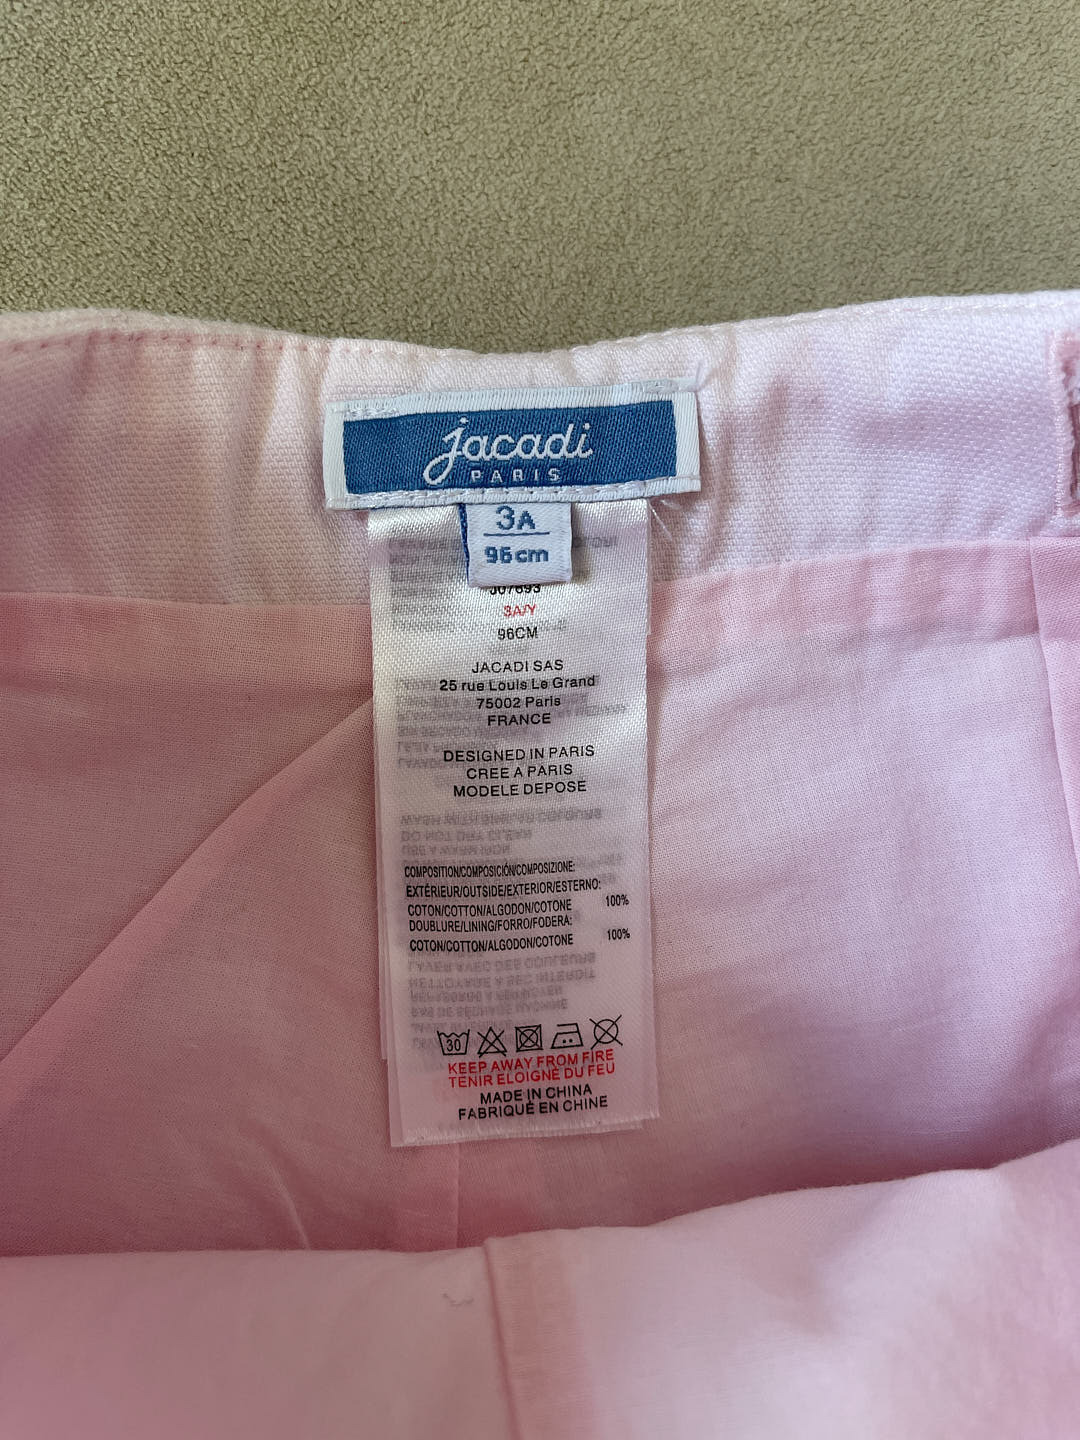 jacadi
PARIS
3A
96cm
J07693
3A/Y
96CM
JACADI SAS
25 rue Louis Le Grand
75002 Paris
FRANCE
DESIGNED IN PARIS
CREE A PARIS
MODELE DEPOSE
COMPOSITION/COMPOSICIÓN/COMPOSIZIONE:
EXTÉRIEUR/OUTSIDE/EXTERIOR/ESTERNO:
COTON/COTTON/ALGODON/COTONE 100%
DOUBLURE/LINING/FORRO/FODERA:
COTON/COTTON/ALGODON/COTONE 100%
30
KEEP AWAY FROM FIRE
TENIR ELOIGNÉ DU FEU
MADE IN CHINA
FABRIQUÉ EN CHINE